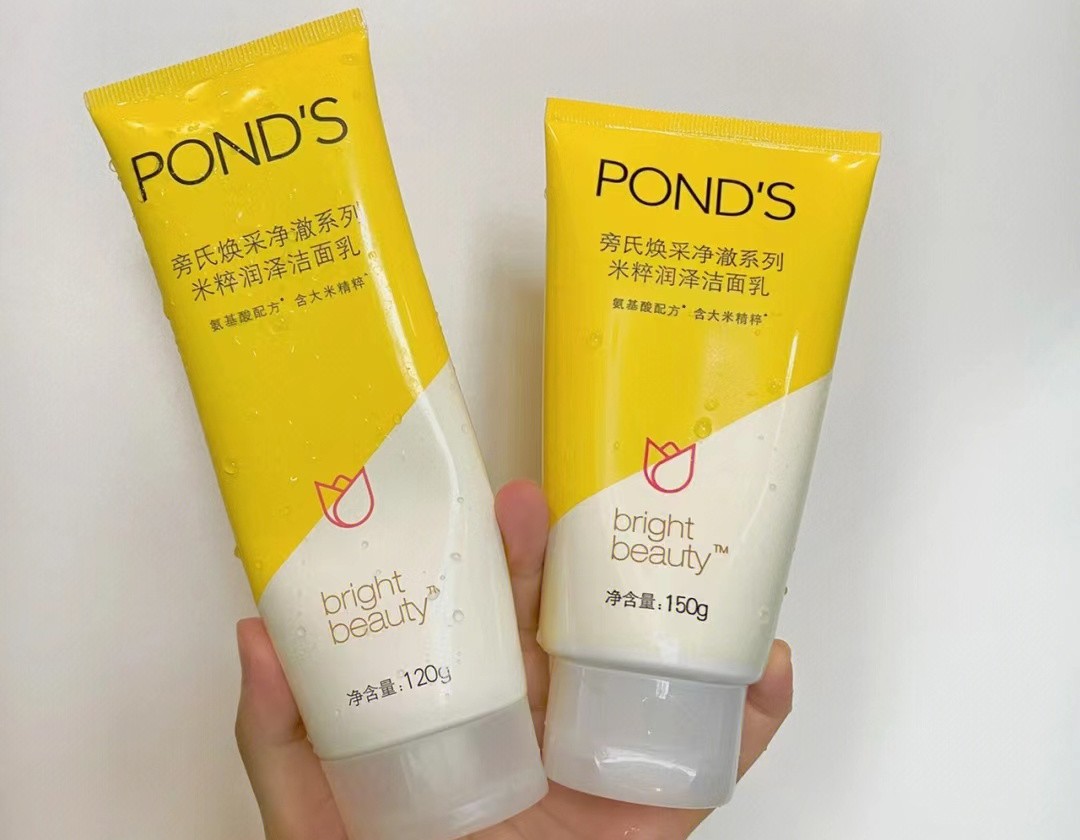 POND'S
旁氏焕采净澈系列
米粹润泽洁面乳
氨基酸配方* 含大米精粹*
bright
beauty™
净含量:120g
POND'S
旁氏焕采净澈系列
米粹润泽洁面乳
氨基酸配方* 含大米精粹*
bright
beauty™
净含量:150g